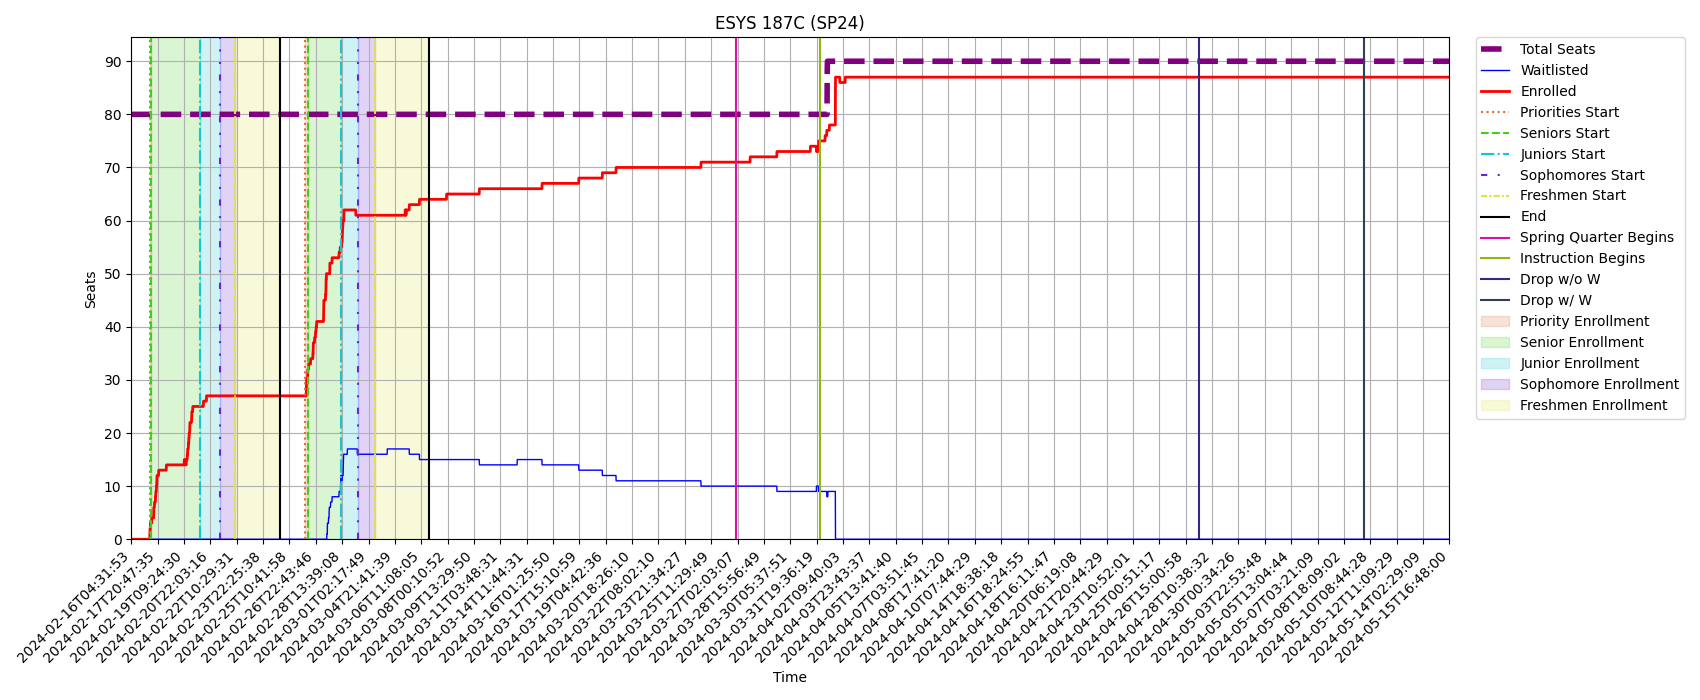 ESYS 187C (SP24)
Seats
90
80
70
60
50
40
30
20
10
0
2024-02-16T04:31:53
2024-02-17T20:47:35
2024-02-19T09:24:30
2024-02-20T22:03:16
2024-02-22T10:29:31
2024-02-23T22:25:38
2024-02-25T10:41:58
2024-02-26T22:43:46
2024-02-28T13:39:08
2024-03-01T02:17:49
2024-03-04T21:41:39
2024-03-06T11:08:05
2024-03-08T00:10:52
2024-03-09T13:29:50
2024-03-11T03:48:31
2024-03-14T11:44:31
2024-03-16T01:25:50
2024-03-17T15:10:59
2024-03-19T04:42:36
2024-03-20T18:26:10
2024-03-22T08:02:10
2024-03-23T21:34:27
2024-03-25T11:29:49
2024-03-27T02:03:07
2024-03-28T15:56:49
2024-03-30T05:37:51
2024-03-31T19:36:19
2024-04-02T09:40:03
2024-04-03T23:43:37
2024-04-05T13:41:40
2024-04-07T03:51:45
2024-04-08T17:41:20
2024-04-10T07:44:29
2024-04-14T18:38:18
2024-04-16T18:24:55
2024-04-18T16:11:47
2024-04-20T06:19:08
2024-04-21T20:44:29
2024-04-23T10:52:01
2024-04-25T00:51:17
2024-04-26T15:00:58
2024-04-28T10:38:32
2024-04-30T00:34:26
2024-05-03T22:53:48
2024-05-05T13:04:44
2024-05-07T03:21:09
2024-05-08T18:09:02
2024-05-10T08:44:28
2024-05-12T11:09:29
2024-05-14T02:29:09
2024-05-15T16:48:00
Time
Total Seats
Waitlisted
Enrolled
Priorities Start
Seniors Start
Juniors Start
Sophomores Start
Freshmen Start
End
Spring Quarter Begins
Instruction Begins
Drop w/o W
Drop w/ W
Priority Enrollment
Senior Enrollment
Junior Enrollment
Sophomore Enrollment
Freshmen Enrollment